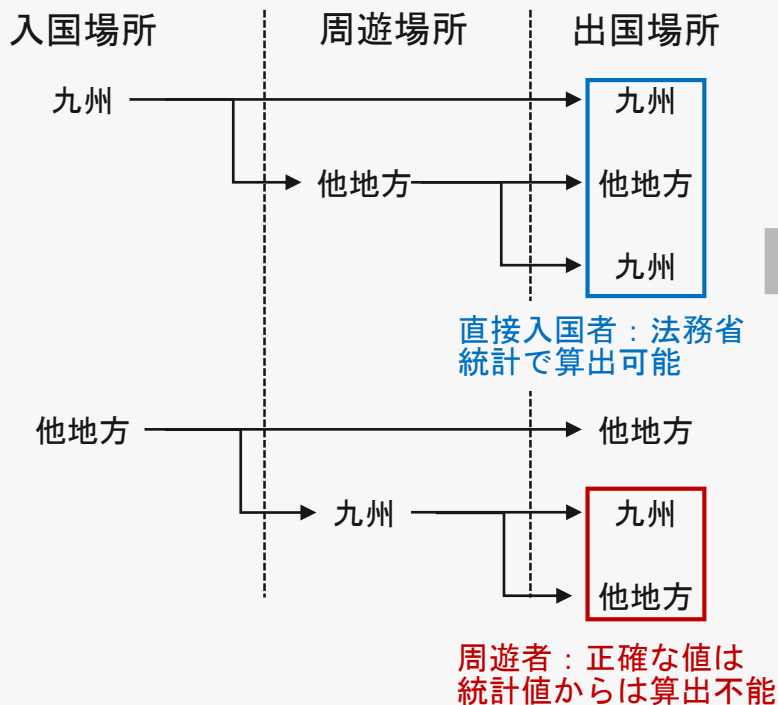 入国場所
周遊場所
出国場所
九州
九州
他地方
他地方
九州
直接入国者：法務省
統計で算出可能
他地方
他地方
九州
九州
他地方
周遊者：正確な値は
統計値からは算出不能